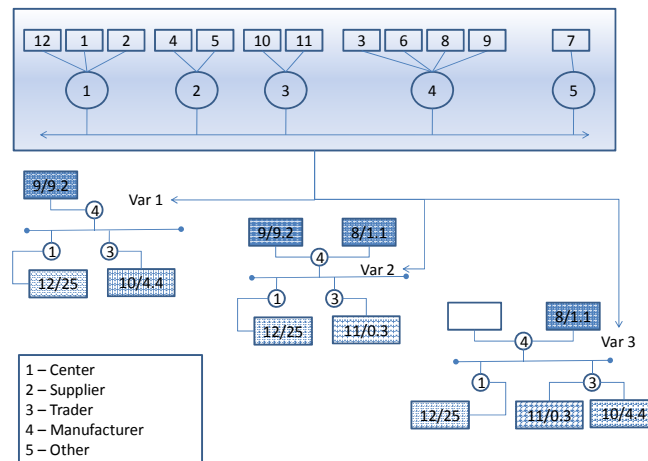 12 1 2 4 5 10 11 3 6 8 9 7
1 2 3 4 5
9/9.2
Var 1
4
1 3
12/25 10/4.4
9/9.2 8/1.1
4
Var 2
1 3
12/25 11/0.3
8/1.1
4
Var 3
1 3
12/25 11/0.3 10/4.4
1 – Center
2 – Supplier
3 – Trader
4 – Manufacturer
5 – Other